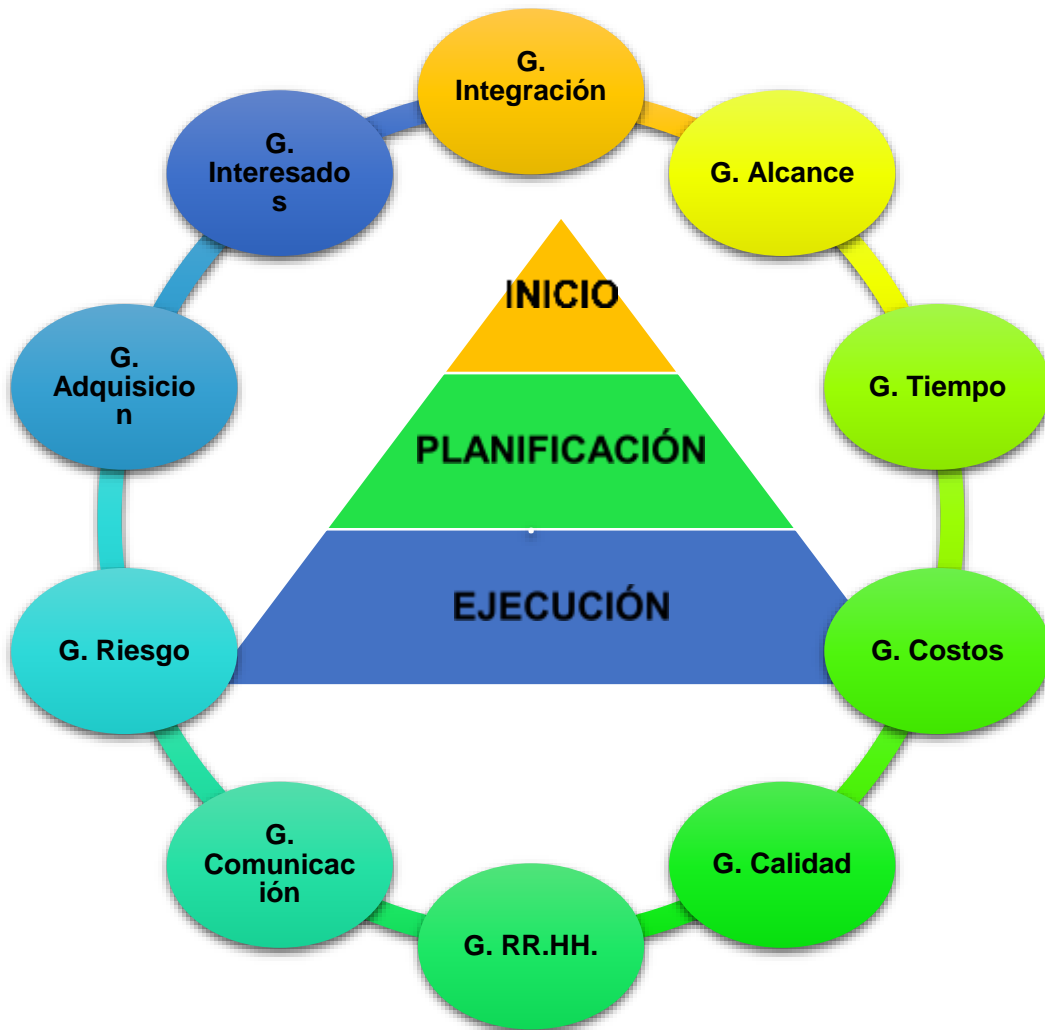 G.
Integración
G. Alcance
G. Tiempo
G. Costos
G. Calidad
G. RR.HH.
G.
Comunicac
ión
G. Riesgo
G.
Adquisicio
n
G.
Interesado
s
INICIO
PLANIFICACIÓN
EJECUCIÓN